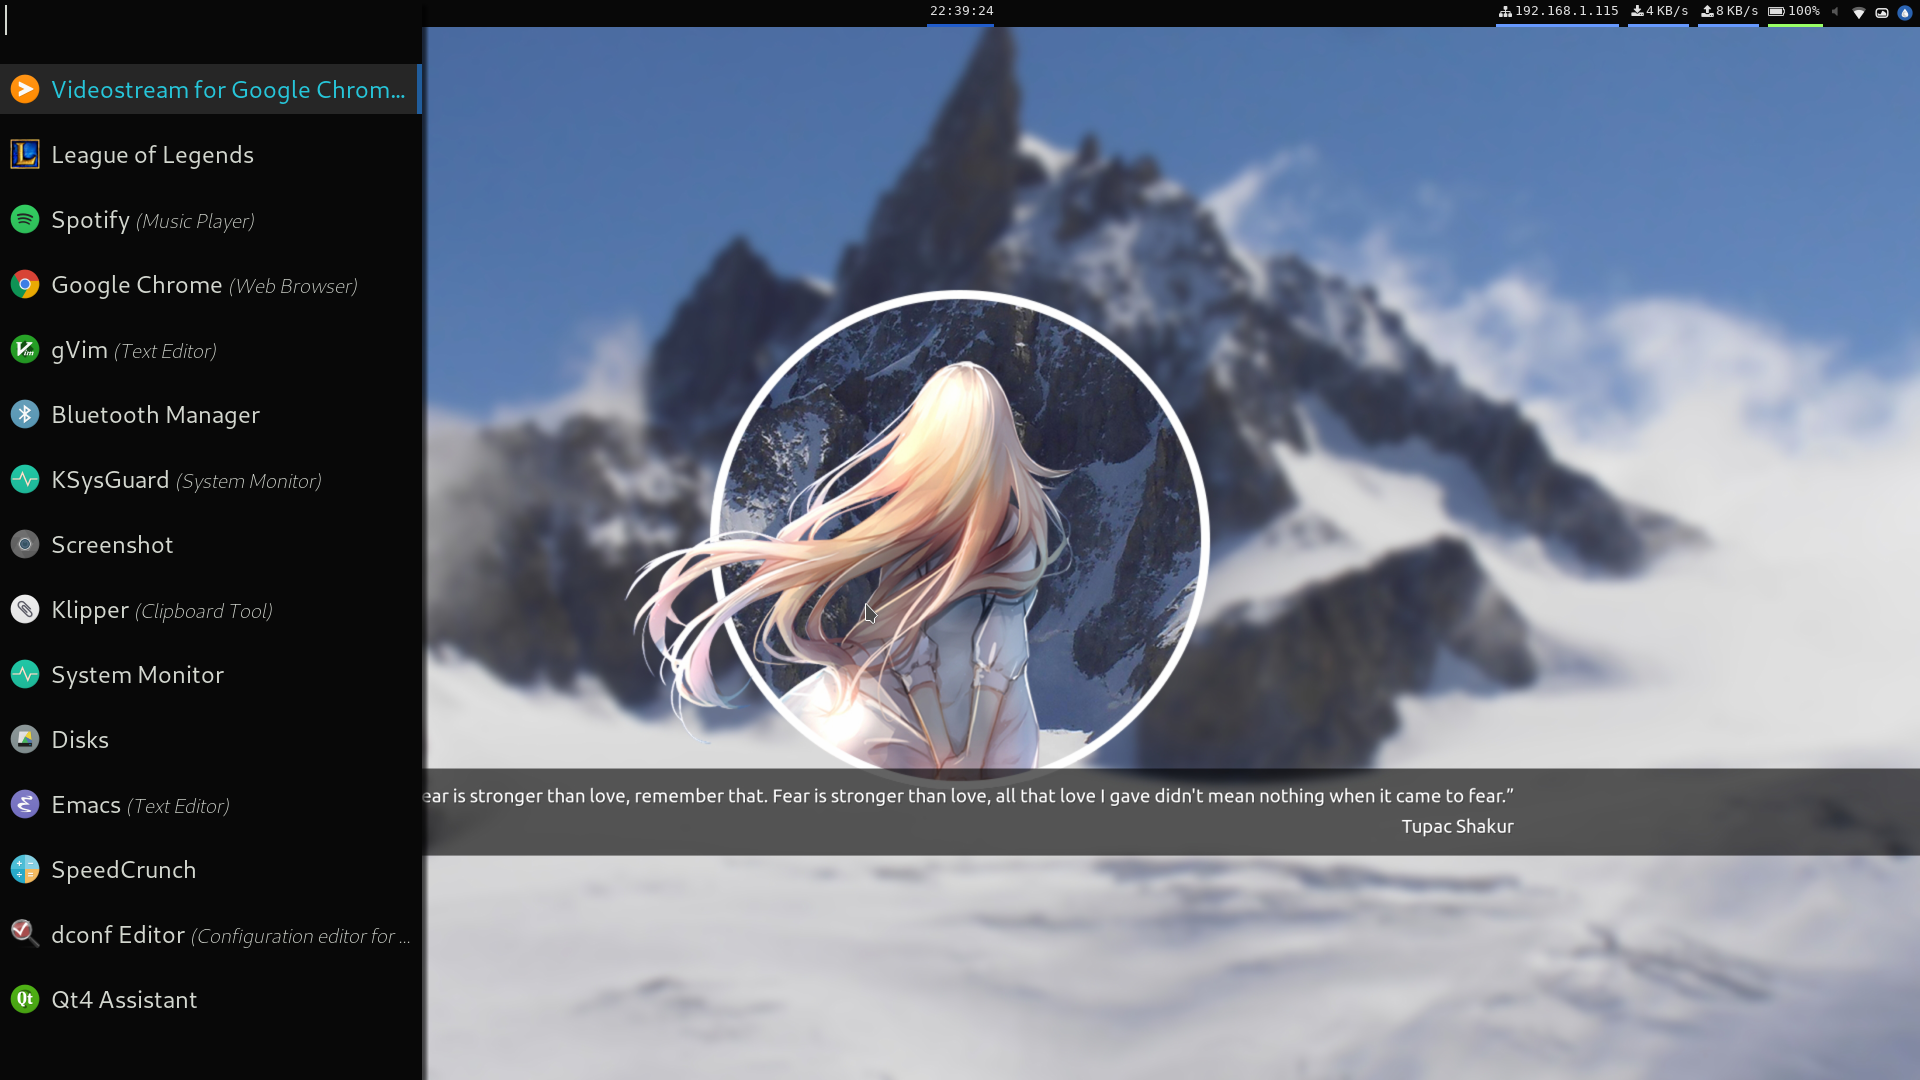 22:39:24
192.168.1.115 4 KB/s 8 KB/s 100%
Videostream for Google Chrom...
League of Legends
Spotify (Music Player)
Google Chrome (Web Browser)
gVim (Text Editor)
Bluetooth Manager
KSysGuard (System Monitor)
Screenshot
Klipper (Clipboard Tool)
System Monitor
Disks
Emacs (Text Editor)
SpeedCrunch
dconf Editor (Configuration editor for ...
Qt4 Assistant
ear is stronger than love, remember that. Fear is stronger than love, all that love I gave didn't mean nothing when it came to fear.”
Tupac Shakur